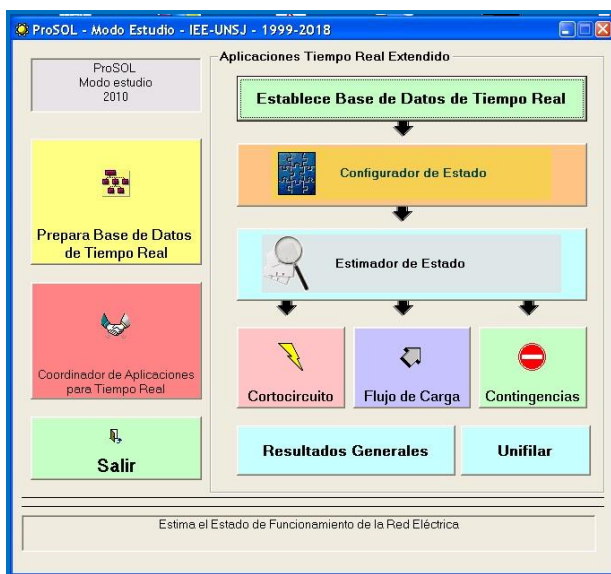 ProSOL - Modo Estudio - IEE-UNSJ - 1999-2018
ProSOL
Modo estudio
2010
Prepara Base de Datos
de Tiempo Real
Coordinador de Aplicaciones
para Tiempo Real
Salir
Aplicaciones Tiempo Real Extendido
Establece Base de Datos de Tiempo Real
Configurador de Estado
Estimador de Estado
Cortocircuito
Flujo de Carga
Contingencias
Resultados Generales
Unifilar
Estima el Estado de Funcionamiento de la Red Eléctrica